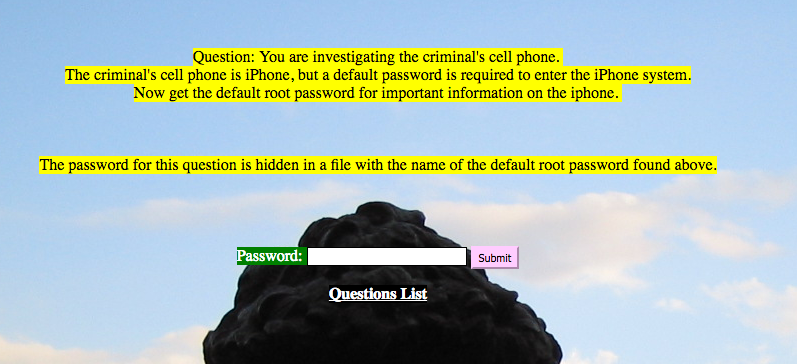 Question: You are investigating the criminal's cell phone.
The criminal's cell phone is iPhone, but a default password is required to enter the iPhone system.
Now get the default root password for important information on the iphone.
The password for this question is hidden in a file with the name of the default root password found above.
Password: Submit
Questions List